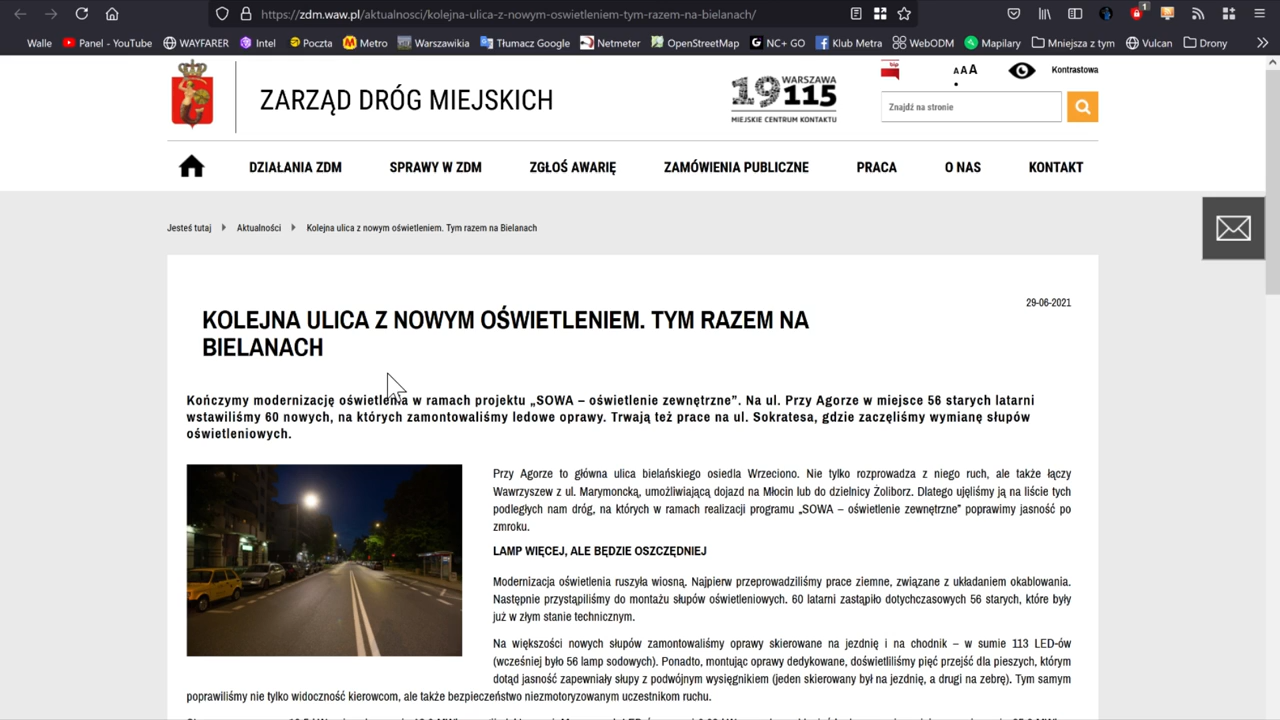 https://zdm.waw.pl/aktualnosci/kolejna-ulica-z-nowym-oswietleniem-tym-razem-na-bielanach/
Walle Panel - YouTube WAYFARER Intel Poczta Metro Warszawikia Tłumacz Google Netmeter OpenStreetMap NC+ GO Klub Metra WebODM Mapilary Mniejsza z tym Vulcan Drony
ZARZĄD DRÓG MIEJSKICH
19115 WARSZAWA
MIEJSKIE CENTRUM KONTAKTU
bip
A A A
Kontrastowa
Znajdź na stronie
DZIAŁANIA ZDM SPRAWY W ZDM ZGŁOŚ AWARIĘ ZAMÓWIENIA PUBLICZNE PRACA O NAS KONTAKT
Jesteś tutaj Aktualności Kolejna ulica z nowym oświetleniem. Tym razem na Bielanach
29-06-2021
KOLEJNA ULICA Z NOWYM OŚWIETLENIEM. TYM RAZEM NA
BIELANACH
Kończymy modernizację oświetlenia w ramach projektu „SOWA – oświetlenie zewnętrzne”. Na ul. Przy Agorze w miejsce 56 starych latarni
wstawiliśmy 60 nowych, na których zamontowaliśmy ledowe oprawy. Trwają też prace na ul. Sokratesa, gdzie zaczęliśmy wymianę słupów
oświetleniowych.
Przy Agorze to główna ulica bielańskiego osiedla Wrzeciono. Nie tylko rozprowadza z niego ruch, ale także łączy
Wawrzyszew z ul. Marymoncką, umożliwiającą dojazd na Młocin lub do dzielnicy Żoliborz. Dlatego ujęliśmy ją na liście tych
podległych nam dróg, na których w ramach realizacji programu „SOWA – oświetlenie zewnętrzne” poprawimy jasność po
zmroku.
LAMP WIĘCEJ, ALE BĘDZIE OSZCZĘDNIEJ
Modernizacja oświetlenia ruszyła wiosną. Najpierw przeprowadziliśmy prace ziemne, związane z układaniem okablowania.
Następnie przystąpiliśmy do montażu słupów oświetleniowych. 60 latarni zastąpiło dotychczasowych 56 starych, które były
już w złym stanie technicznym.
Na większości nowych słupów zamontowaliśmy oprawy skierowane na jezdnię i na chodnik – w sumie 113 LED-ów
(wcześniej było 56 lamp sodowych). Ponadto, montując oprawy dedykowane, doświetliliśmy pięć przejść dla pieszych, którym
dotąd jasność zapewniały słupy z podwójnym wysięgnikiem (jeden skierowany był na jezdnię, a drugi na zebrę). Tym samym
poprawiliśmy nie tylko widoczność kierowcom, ale także bezpieczeństwo niezmotoryzowanym uczestnikom ruchu.